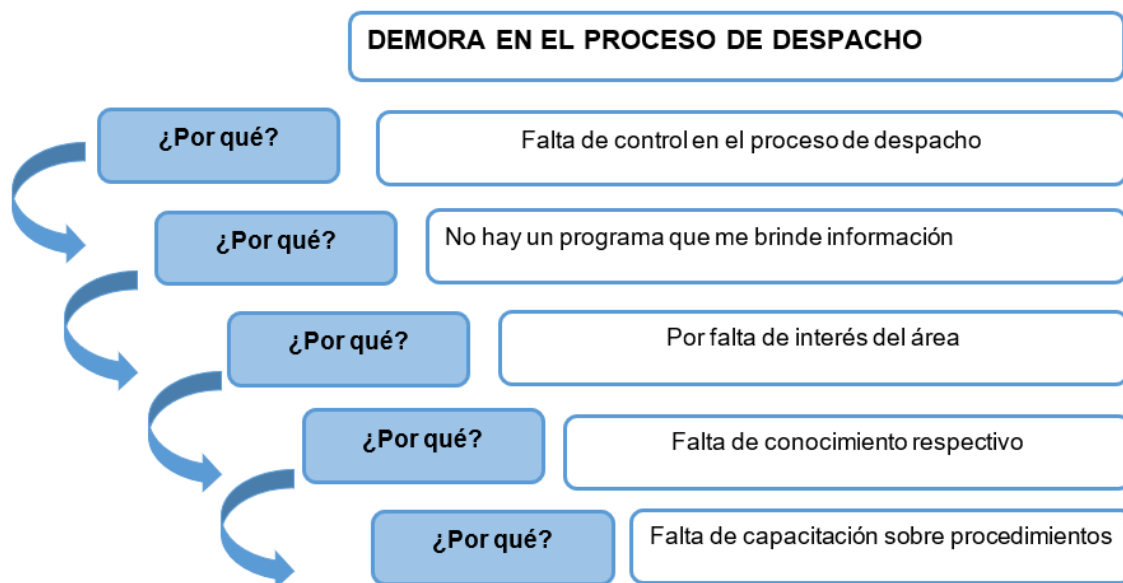 DEMORA EN EL PROCESO DE DESPACHO
¿Por qué?
Falta de control en el proceso de despacho
¿Por qué?
No hay un programa que me brinde información
¿Por qué?
Por falta de interés del área
¿Por qué?
Falta de conocimiento respectivo
¿Por qué?
Falta de capacitación sobre procedimientos